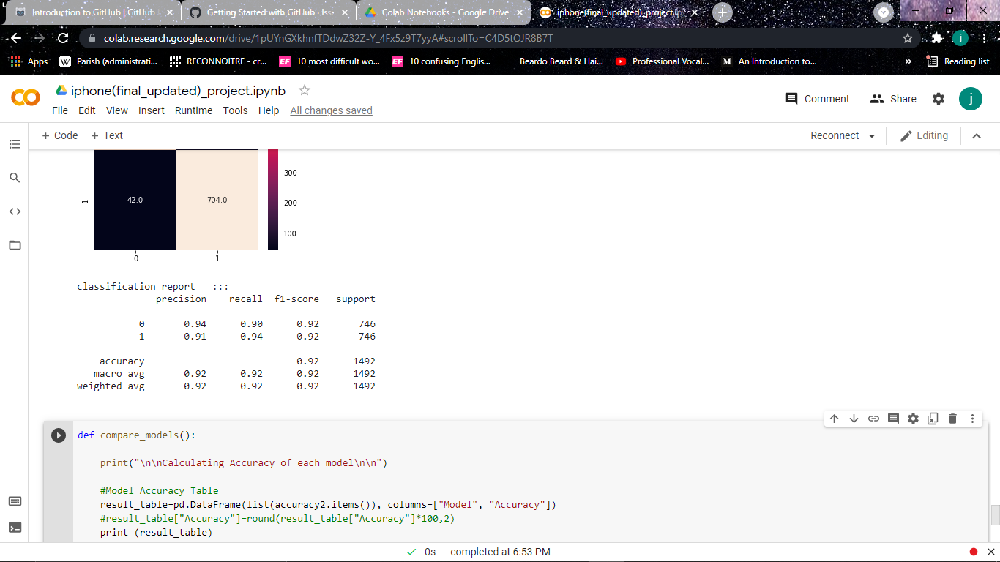 Introduction to GitHub | GitHub
Getting Started with GitHub · Iss
Colab Notebooks - Google Drive
iphone(final_updated)_project.ip
colab.research.google.com/drive/1pUYnGXkhnfTDdwZ32Z-Y_4Fx5z9T7yyA#scrollTo=C4D5tOJR8B7T
j
Apps
Parish (administrati...
RECONNOITRE - cr...
EF
10 most difficult wo...
EF
10 confusing Englis...
Beardo Beard & Hai...
Professional Vocal...
An Introduction to...
»
Reading list
iphone(final_updated)_project.ipynb
Comment
Share
j
File Edit View Insert Runtime Tools Help All changes saved
+ Code + Text
Reconnect
Editing
300
200
100
1
42.0 704.0
0 1
classification report :::
precision recall f1-score support
0 0.94 0.90 0.92 746
1 0.91 0.94 0.92 746
accuracy 0.92 1492
macro avg 0.92 0.92 0.92 1492
weighted avg 0.92 0.92 0.92 1492
def compare_models():
print("\n\nCalculating Accuracy of each model\n\n")
#Model Accuracy Table
result_table=pd.DataFrame(list(accuracy2.items()), columns=["Model", "Accuracy"])
#result_table["Accuracy"]=round(result_table["Accuracy"]*100,2)
print (result_table)
0s completed at 6:53 PM